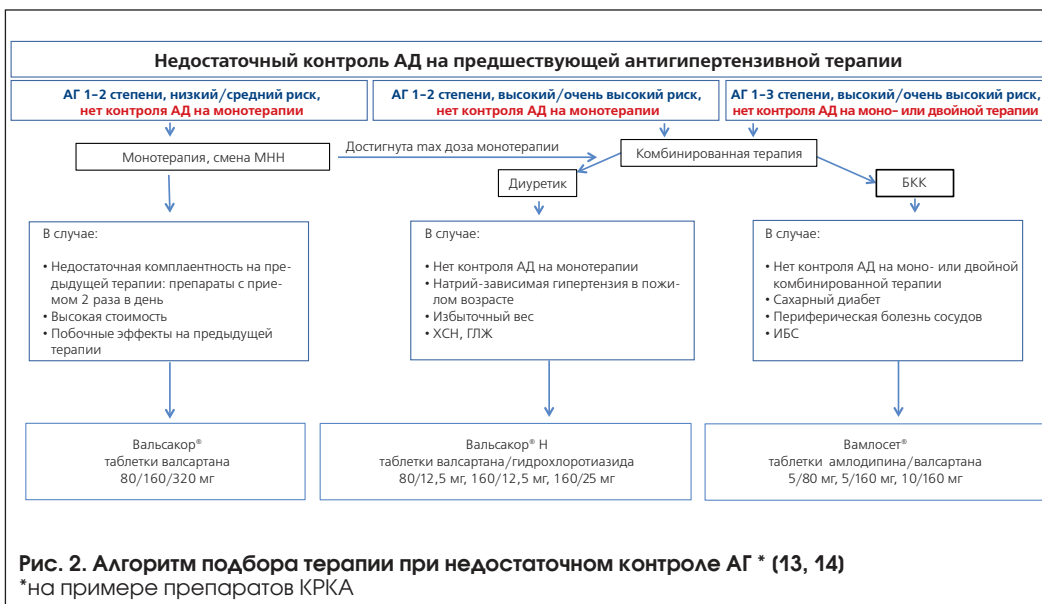 Недостаточный контроль АД на предшествующей антигипертензивной терапии
АГ 1–2 степени, низкий/средний риск,
нет контроля АД на монотерапии
АГ 1–2 степени, высокий/очень высокий риск,
нет контроля АД на монотерапии
АГ 1–3 степени, высокий/очень высокий риск,
нет контроля АД на моно- или двойной терапии
Монотерапия, смена МНН
Достигнута max доза монотерапии
Комбинированная терапия
Диуретик
БКК
В случае:
• Недостаточная комплаентность на пре-
дыдущей терапии: препараты с прие-
мом 2 раза в день
• Высокая стоимость
• Побочные эффекты на предыдущей
терапии
В случае:
• Нет контроля АД на монотерапии
• Натрий-зависимая гипертензия в пожи-
лом возрасте
• Избыточный вес
• ХСН, ГЛЖ
В случае:
• Нет контроля АД на моно- или двойной
комбинированной терапии
• Сахарный диабет
• Периферическая болезнь сосудов
• ИБС
Вальсакор®
таблетки валсартана
80/160/320 мг
Вальсакор® Н
таблетки валсартана/гидрохлоротиазида
80/12,5 мг, 160/12,5 мг, 160/25 мг
Вамлосет®
таблетки амлодипина/валсартана
5/80 мг, 5/160 мг, 10/160 мг
Рис. 2. Алгоритм подбора терапии при недостаточном контроле АГ * (13, 14)
*на примере препаратов КРКА